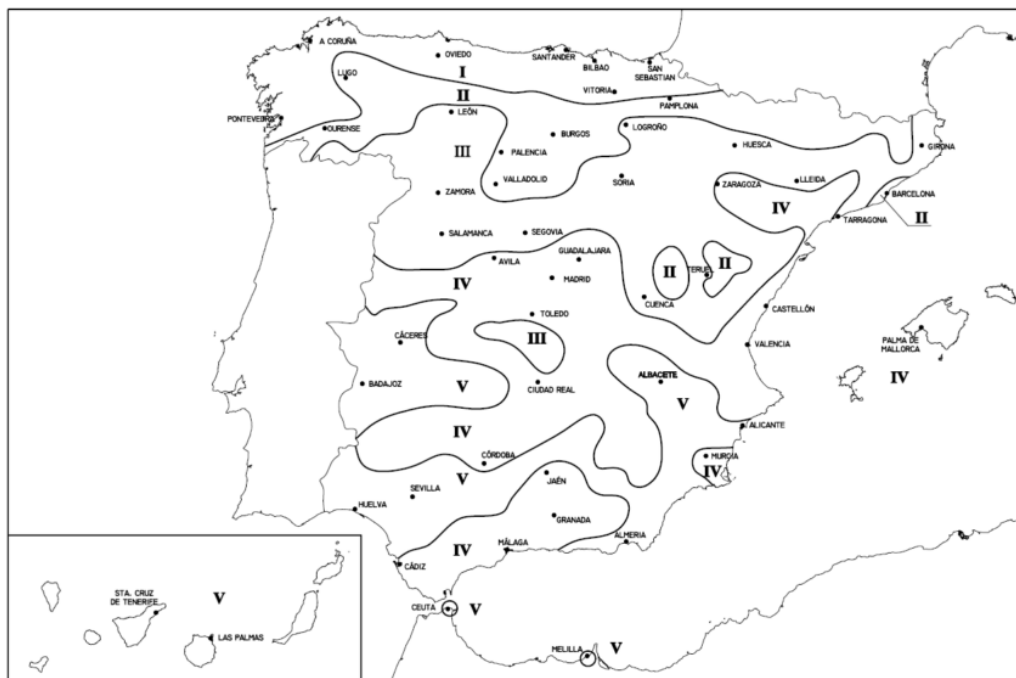 A CORUÑA
OVIEDO
SANTANDER
BILBAO
SAN
SEBASTIAN
LUGO
I
VITORIA
II
PAMPLONA
LEÓN
PONTEVEDRA
OURENSE
BURGOS
LOGROÑO
HUESCA
GIRONA
III
PALENCIA
VALLADOLID
SORIA
ZARAGOZA
LLEIDA
ZAMORA
BARCELONA
IV
TARRAGONA
II
SALAMANCA
SEGOVIA
GUADALAJARA
AVILA
IV
MADRID
II
TERUEL
II
CUENCA
TOLEDO
CASTELLÓN
CÁCERES
III
VALENCIA
PALMA DE
MALLORCA
IV
BADAJOZ
V
CIUDAD REAL
ALBACETE
V
IV
ALICANTE
CÓRDOBA
MURCIA
IV
V
JAÉN
SEVILLA
HUELVA
GRANADA
ALMERIA
IV
MÁLAGA
CÁDIZ
STA. CRUZ
DE TENERIFE
V
LAS PALMAS
CEUTA
V
MELILLA
V